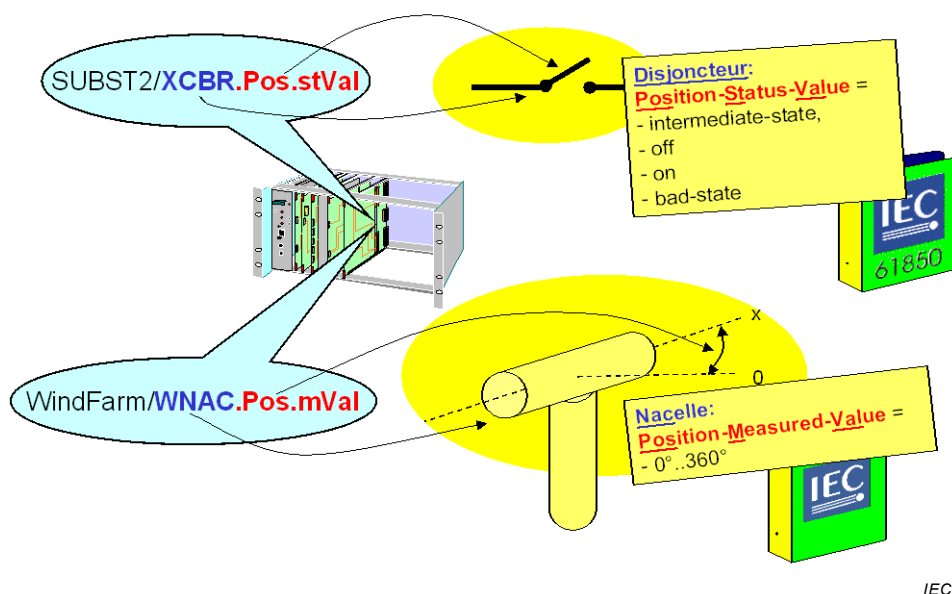 SUBST2/XCBR.Pos.stVal
Disjoncteur:
Position-Status-Value =
- intermediate-state,
- off
- on
- bad-state
IEC
61850
x
0
WindFarm/WNAC.Pos.mVal
Nacelle:
Position-Measured-Value =
- 0°..360°
IEC
IEC